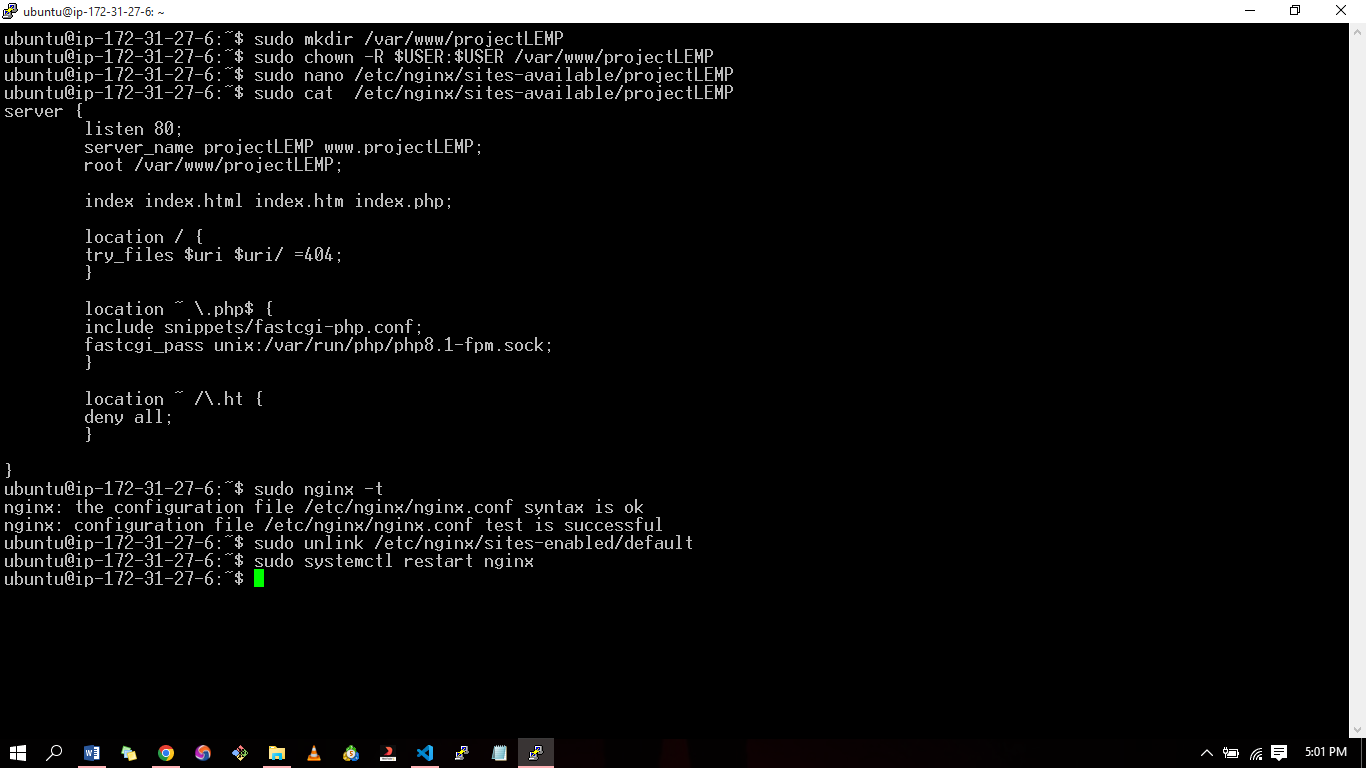 ubuntu@ip-172-31-27-6: ~
ubuntu@ip-172-31-27-6:~$ sudo mkdir /var/www/projectLEMP
ubuntu@ip-172-31-27-6:~$ sudo chown -R $USER:$USER /var/www/projectLEMP
ubuntu@ip-172-31-27-6:~$ sudo nano /etc/nginx/sites-available/projectLEMP
ubuntu@ip-172-31-27-6:~$ sudo cat  /etc/nginx/sites-available/projectLEMP
server {
        listen 80;
        server_name projectLEMP www.projectLEMP;
        root /var/www/projectLEMP;
        index index.html index.htm index.php;
        location / {
        try_files $uri $uri/ =404;
        }
        location ~ \.php$ {
        include snippets/fastcgi-php.conf;
        fastcgi_pass unix:/var/run/php/php8.1-fpm.sock;
        }
        location ~ /\.ht {
        deny all;
        }
}
ubuntu@ip-172-31-27-6:~$ sudo nginx -t
nginx: the configuration file /etc/nginx/nginx.conf syntax is ok
nginx: configuration file /etc/nginx/nginx.conf test is successful
ubuntu@ip-172-31-27-6:~$ sudo unlink /etc/nginx/sites-enabled/default
ubuntu@ip-172-31-27-6:~$ sudo systemctl restart nginx
ubuntu@ip-172-31-27-6:~$
5:01 PM